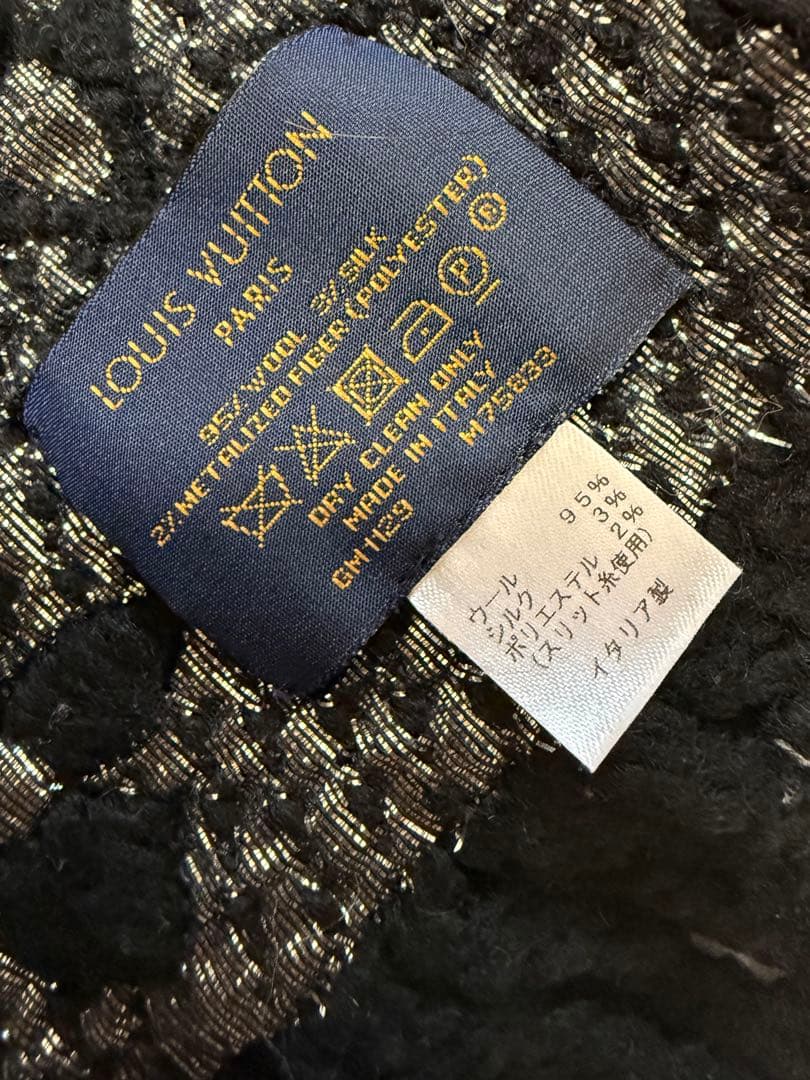 LOUIS VUITTON
PARIS
95% WOOL 3% SILK
2% METALIZED FIBER (POLYESTER)
P
DRY CLEAN ONLY
MADE IN ITALY
GM1129 M75833
ウール 95%
シルク 3%
ポリエステル 2%
(スリット糸使用)
イタリア製